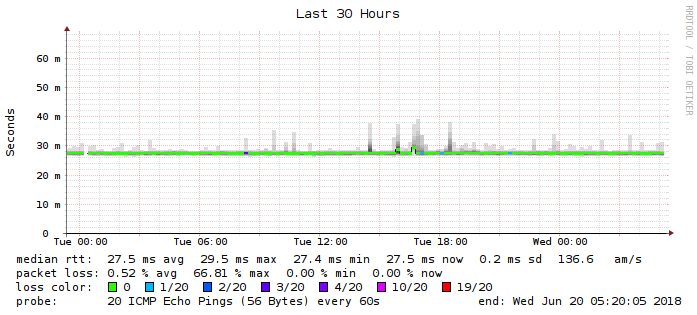 Last 30 Hours
RRDTOOL / TOBI OETIKER
Seconds
60 m
50 m
40 m
30 m
20 m
10 m
0
Tue 00:00 Tue 06:00 Tue 12:00 Tue 18:00 Wed 00:00
median rtt: 27.5 ms avg 29.5 ms max 27.4 ms min 27.5 ms now 0.2 ms sd 136.6 am/s
packet loss: 0.52 % avg 66.81 % max 0.00 % min 0.00 % now
loss color: 0 1/20 2/20 3/20 4/20 10/20 19/20
probe: 20 ICMP Echo Pings (56 Bytes) every 60s end: Wed Jun 20 05:20:05 2018